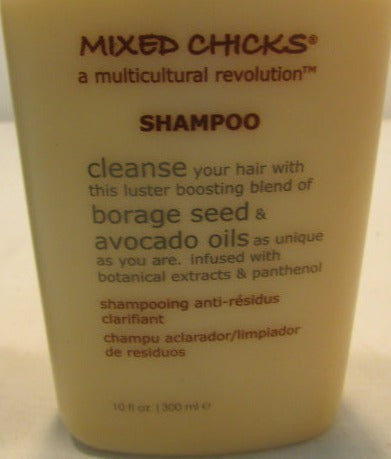 MIXED CHICKS®
a multicultural revolution™
SHAMPOO
cleanse your hair with
this luster boosting blend of
borage seed &
avocado oils as unique
as you are. infused with
botanical extracts & panthenol
shampooing anti-résidus
clarifiant
champu aclarador/limpiador
de residuos
10 fl oz. | 300 ml e